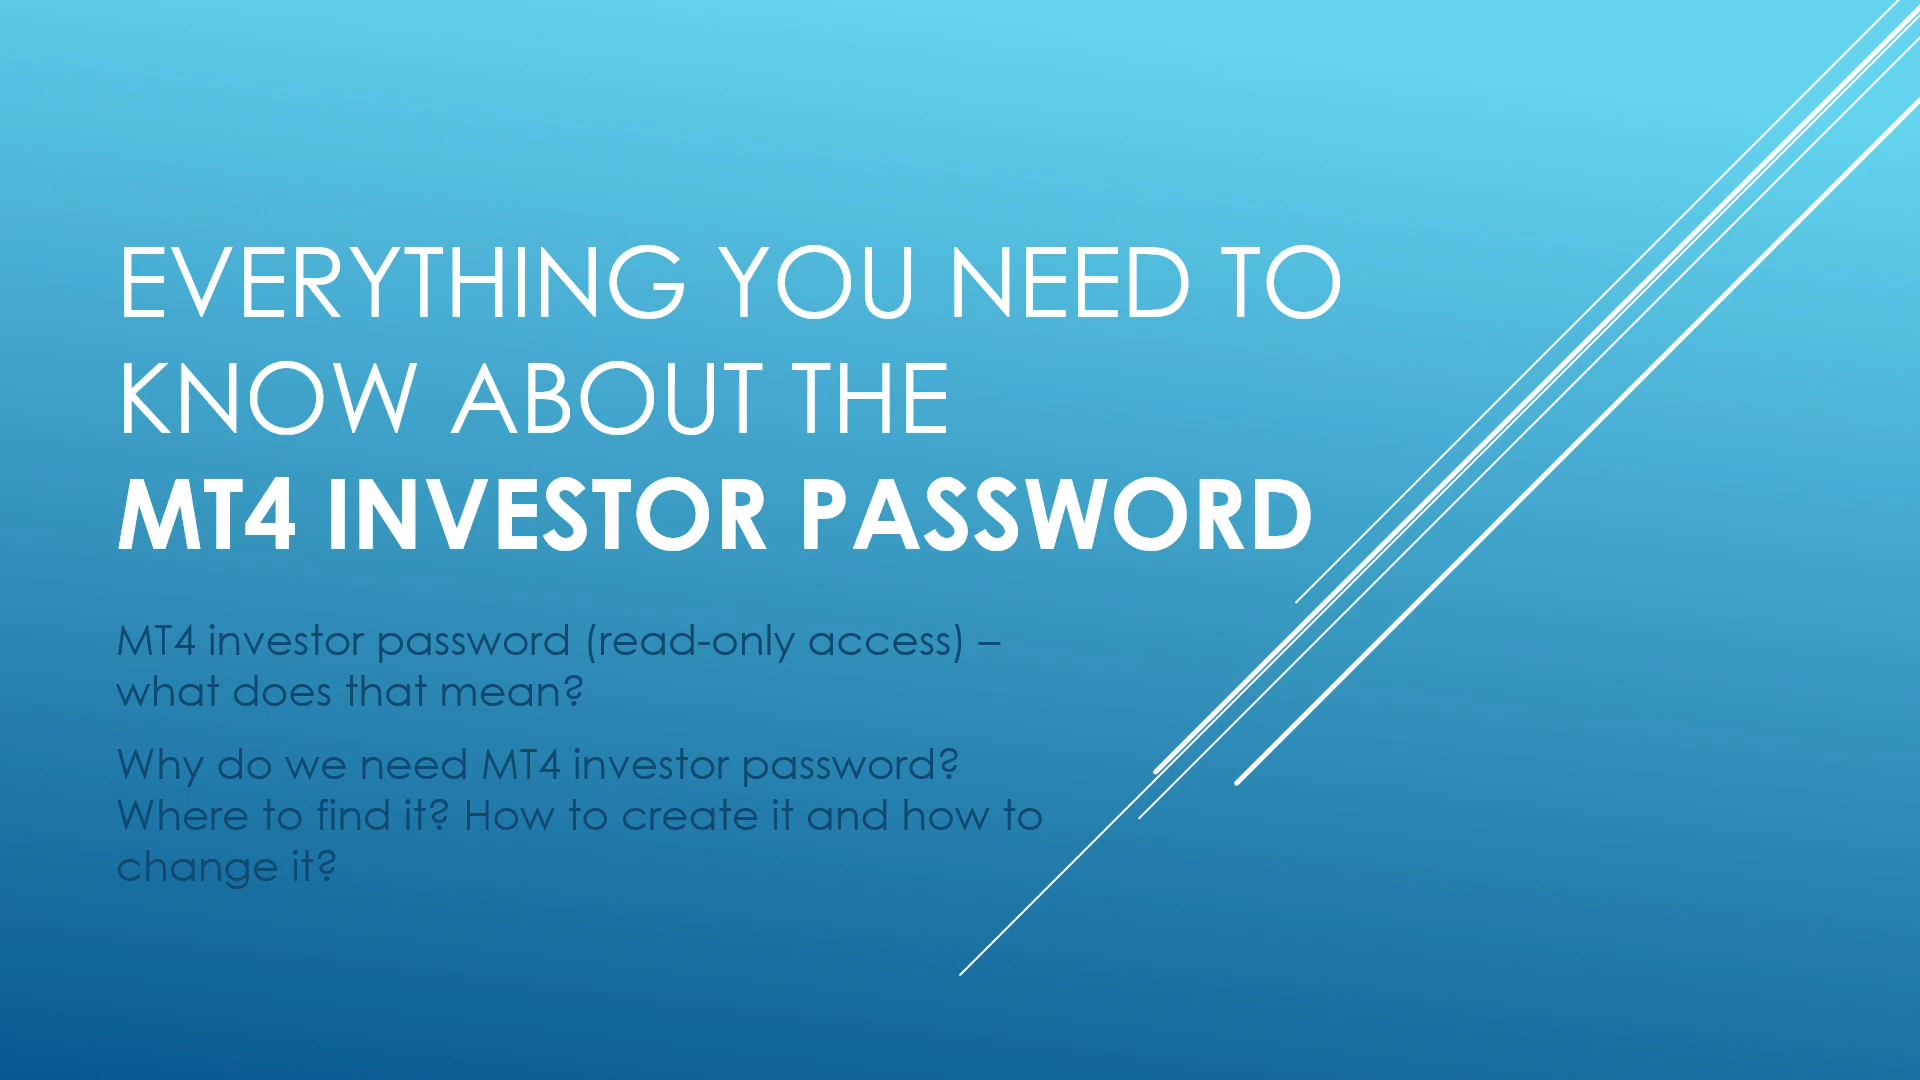 EVERYTHING YOU NEED TO
KNOW ABOUT THE
MT4 INVESTOR PASSWORD
MT4 investor password (read-only access) –
what does that mean?
Why do we need MT4 investor password?
Where to find it? How to create it and how to
change it?